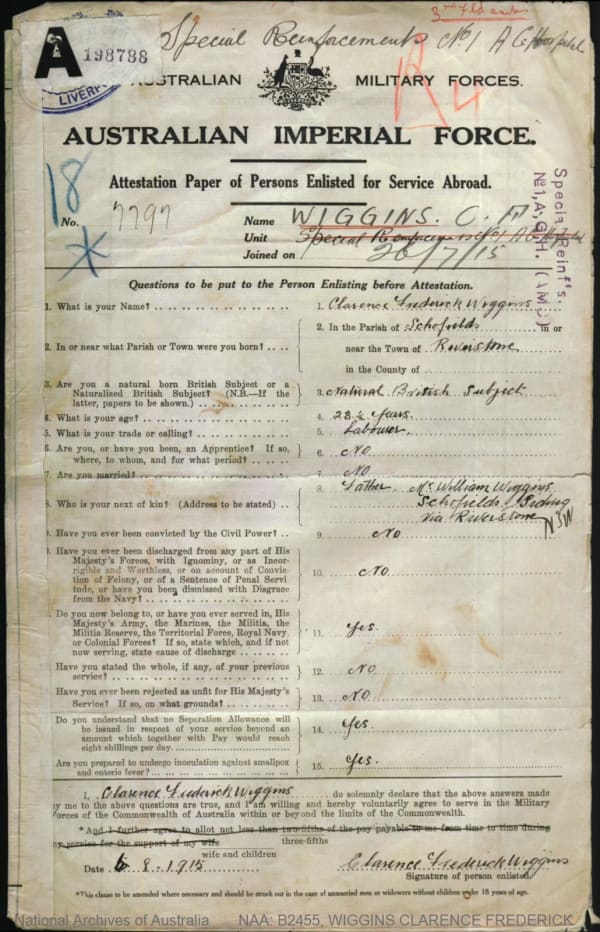 3rd Fld
A 198788
LIVERP
Special Reinforcements No. 1 A G Hospital
AUSTRALIAN MILITARY FORCES.
AUSTRALIAN IMPERIAL FORCE.
Attestation Paper of Persons Enlisted for Service Abroad.
18
*
No. 7797
Name WIGGINS. C. F.
Unit Special Reinforcements No 1 A G Hospital
Joined on 26/7/15
Special Reinf's.
No 1, A, G, H.
Questions to be put to the Person Enlisting before Attestation.
1. What is your Name? 1. Clarence Frederick Wiggins
2. In or near what Parish or Town were you born? 2. In the Parish of Schofields in or
near the Town of Riverstone
in the County of
3. Are you a natural born British Subject or a
Naturalized British Subject? (N.B.—If the
latter, papers to be shown.) 3. Natural British Subject
4. What is your age? 4. 28 ½ years
5. What is your trade or calling? 5. Labourer
6. Are you, or have you been, an Apprentice? If so,
where, to whom, and for what period? 6. No
7. Are you married? 7. No
8. Who is your next of kin? (Address to be stated) 8. Father Mr William Wiggins
Schofields Siding
via Riverstone
NSW
9. Have you ever been convicted by the Civil Power? 9. No
Have you ever been discharged from any part of His
Majesty's Forces, with Ignominy, or as Incor-
rigible and Worthless, or on account of Convic-
tion of Felony, or of a Sentence of Penal Servi
tude, or have you been dismissed with Disgrace
from the Navy? 10. No
Do you now belong to, or have you ever served in, His
Majesty's Army, the Marines, the Militia, the
Militia Reserve, the Territorial Force, Royal Navy
or Colonial Forces? If so, state which, and if not
now serving, state cause of discharge 11. Yes
Have you stated the whole, if any, of your previous
service? 12. No
Have you ever been rejected as unfit for His Majesty's
Service? If so, on what grounds? 13. No
Do you understand that no Separation Allowance will
be issued in respect of your service beyond an
amount which together with Pay would reach
eight shillings per day. 14. Yes
Are you prepared to undergo inoculation against smallpox
and enteric fever? 15. Yes.
I, Clarence Frederick Wiggins do solemnly declare that the above answers made
by me to the above questions are true, and I am willing and hereby voluntarily agree to serve in the Military
Forces of the Commonwealth of Australia within or beyond the limits of the Commonwealth.
*And I further agree to allot not less than two-fifths of the pay payable to me from time to time during
my service for the support of my wife three-fifths
wife and children
Date 6 8. 1915 Clarence Frederick Wiggins
Signature of person enlisted.
*This clause to be amended where necessary and should be struck out in the case of unmarried men or widowers without children under 18 years of age.
National Archives of Australia NAA: B2455, WIGGINS CLARENCE FREDERICK